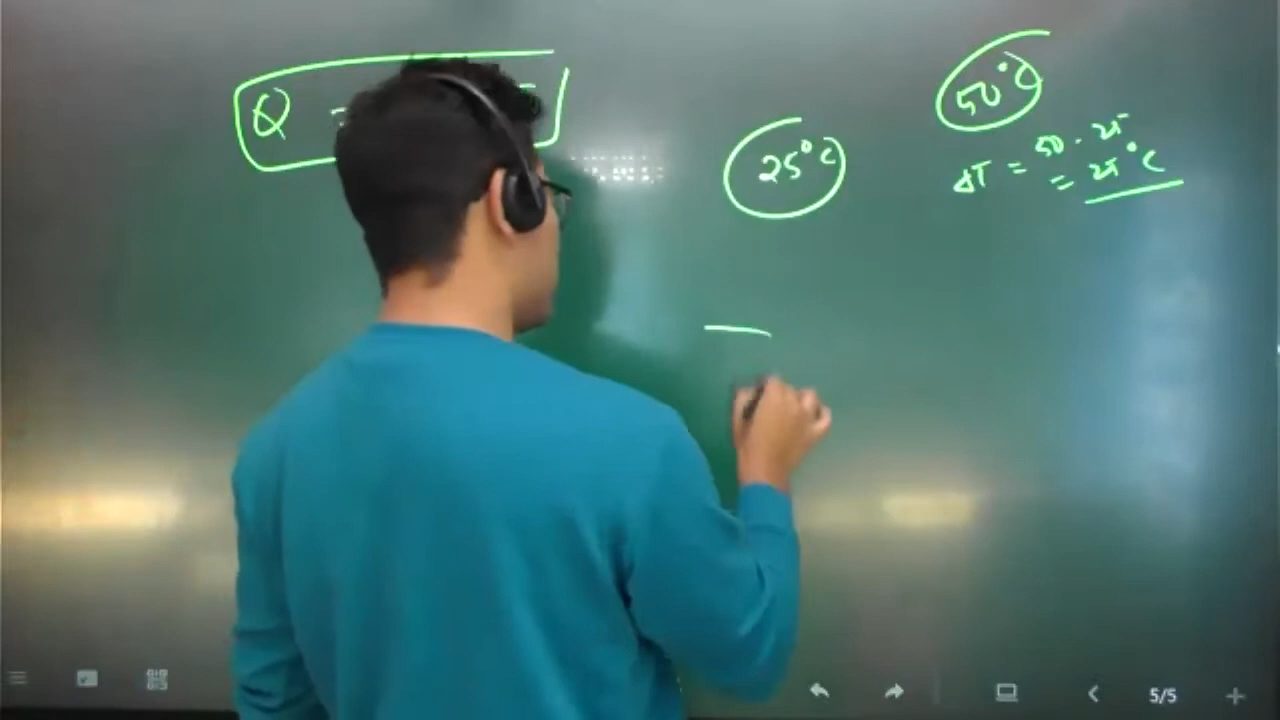 Q =
25°C
50°C
ΔT = 50 - 25
= 25°C
5/5